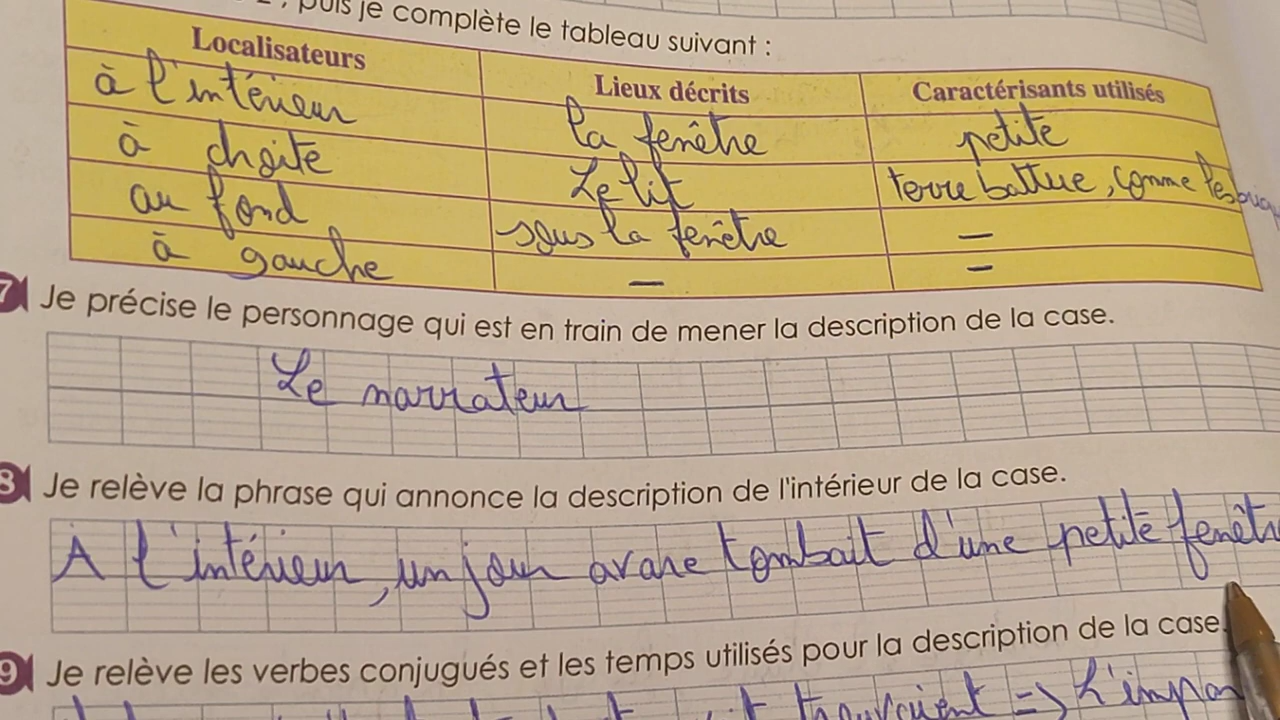 puis je complète le tableau suivant :
Localisateurs Lieux décrits Caractérisants utilisés
à l'intérieur la fenêtre petite
à droite Le lit terre battue, comme les
au fond sous la fenêtre —
à gauche — —
7 Je précise le personnage qui est en train de mener la description de la case.
Le narrateur
8 Je relève la phrase qui annonce la description de l'intérieur de la case.
A l'intérieur, un jour avare tombait d'une petite fenêt
9 Je relève les verbes conjugués et les temps utilisés pour la description de la case.
trouvaient => L'impa